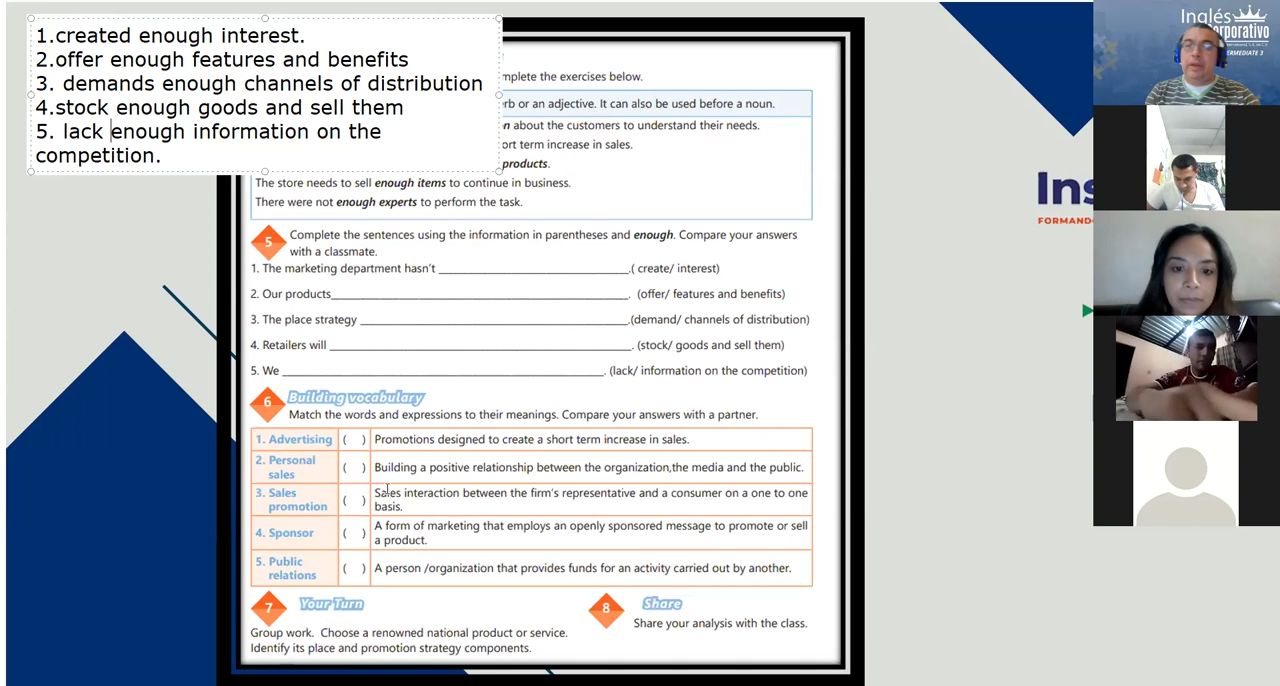 1.created enough interest.
2.offer enough features and benefits
3. demands enough channels of distribution
4.stock enough goods and sell them
5. lack enough information on the
competition.
mplete the exercises below.
rb or an adjective. It can also be used before a noun.
n about the customers to understand their needs.
ort term increase in sales.
products.
The store needs to sell enough items to continue in business.
There were not enough experts to perform the task.
5 Complete the sentences using the information in parentheses and enough. Compare your answers
with a classmate.
1. The marketing department hasn't ______________________________.( create/ interest)
2. Our products______________________________. (offer/ features and benefits)
3. The place strategy ______________________________.(demand/ channels of distribution)
4. Retailers will ______________________________. (stock/ goods and sell them)
5. We ______________________________. (lack/ information on the competition)
6 Building vocabulary
Match the words and expressions to their meanings. Compare your answers with a partner.
1. Advertising ( ) Promotions designed to create a short term increase in sales.
2. Personal
sales ( ) Building a positive relationship between the organization,the media and the public.
3. Sales
promotion ( ) Sales interaction between the firm's representative and a consumer on a one to one
basis.
4. Sponsor ( ) A form of marketing that employs an openly sponsored message to promote or sell
a product.
5. Public
relations ( ) A person /organization that provides funds for an activity carried out by another.
7 Your Turn
Group work. Choose a renowned national product or service.
Identify its place and promotion strategy components.
8 Share
Share your analysis with the class.
Ins
FORMAND
Inglés
orporativo
ERMEDIATE 3